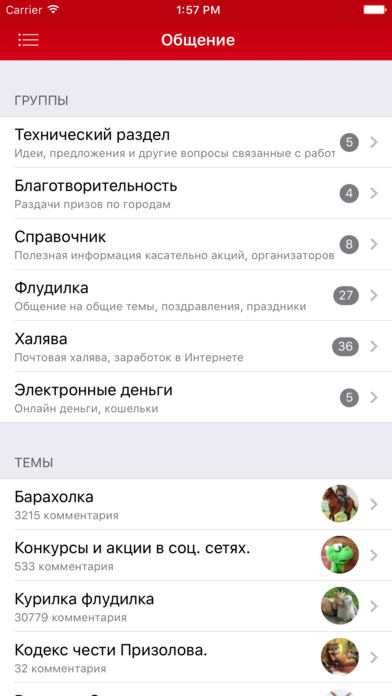 Carrier 1:57 PM
Общение
ГРУППЫ
Технический раздел
Идеи, предложения и другие вопросы связанные с работ
5
Благотворительность
Раздачи призов по городам
4
Справочник
Полезная информация касательно акций, организаторов
8
Флудилка
Общение на общие темы, поздравления, праздники
27
Халява
Почтовая халява, заработок в Интернете
36
Электронные деньги
Онлайн деньги, кошельки
5
ТЕМЫ
Барахолка
3215 комментария
Конкурсы и акции в соц. сетях.
533 комментария
Курилка флудилка
30779 комментария
Кодекс чести Призолова.
32 комментария